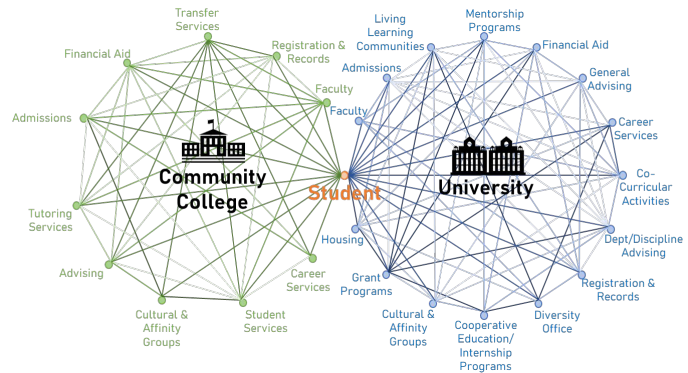 Transfer
Services
Financial Aid
Registration &
Records
Faculty
Admissions
Community
College
Tutoring
Services
Advising
Career
Services
Cultural &
Affinity
Groups
Student
Services
Student
Living
Learning
Communities
Mentorship
Programs
Financial Aid
Admissions
General
Advising
Faculty
Career
Services
University
Co-
Curricular
Activities
Housing
Dept/Discipline
Advising
Grant
Programs
Registration &
Records
Cultural &
Affinity
Groups
Cooperative
Education/
Internship
Programs
Diversity
Office